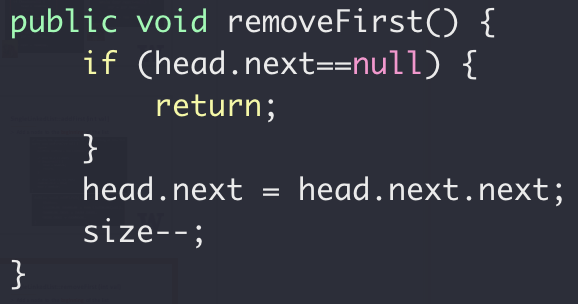 public void removeFirst() {
    if (head.next==null) {
        return;
    }
    head.next = head.next.next;
    size--;
}